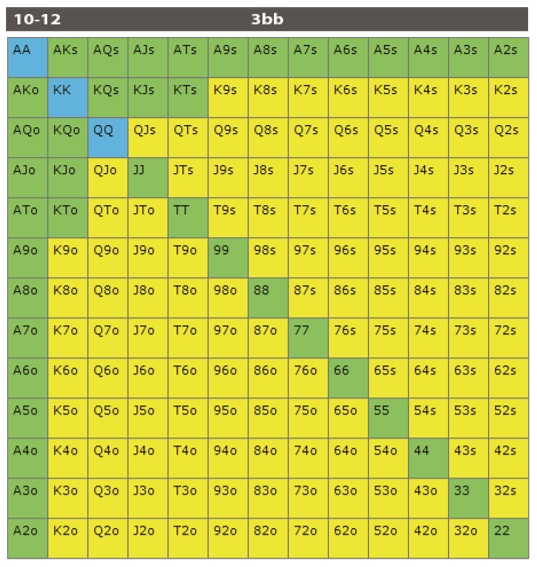 10-12 3bb
AA AKs AQs AJs ATs A9s A8s A7s A6s A5s A4s A3s A2s
AKo KK KQs KJs KTs K9s K8s K7s K6s K5s K4s K3s K2s
AQo KQo QQ QJs QTs Q9s Q8s Q7s Q6s Q5s Q4s Q3s Q2s
AJo KJo QJo JJ JTs J9s J8s J7s J6s J5s J4s J3s J2s
ATo KTo QTo JTo TT T9s T8s T7s T6s T5s T4s T3s T2s
A9o K9o Q9o J9o T9o 99 98s 97s 96s 95s 94s 93s 92s
A8o K8o Q8o J8o T8o 98o 88 87s 86s 85s 84s 83s 82s
A7o K7o Q7o J7o T7o 97o 87o 77 76s 75s 74s 73s 72s
A6o K6o Q6o J6o T6o 96o 86o 76o 66 65s 64s 63s 62s
A5o K5o Q5o J5o T5o 95o 85o 75o 65o 55 54s 53s 52s
A4o K4o Q4o J4o T4o 94o 84o 74o 64o 54o 44 43s 42s
A3o K3o Q3o J3o T3o 93o 83o 73o 63o 53o 43o 33 32s
A2o K2o Q2o J2o T2o 92o 82o 72o 62o 52o 42o 32o 22